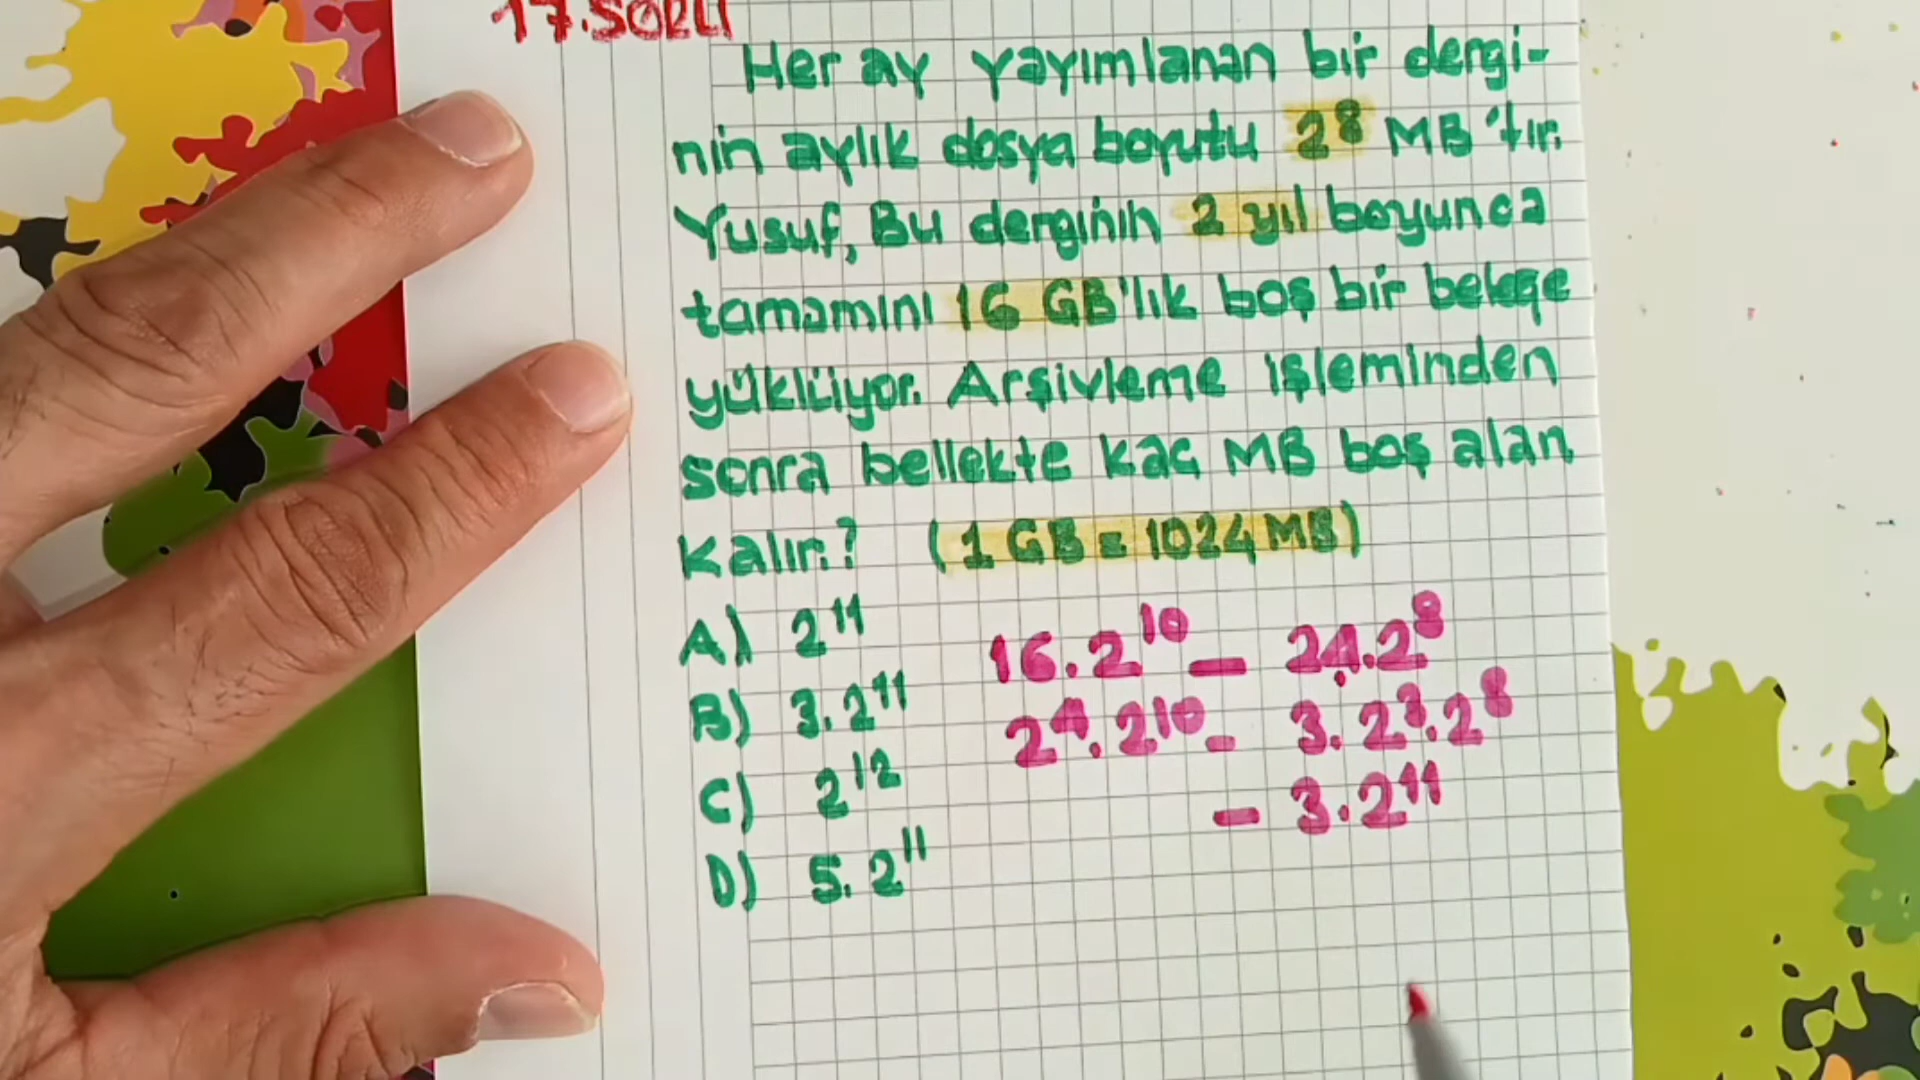 17.SORU
Her ay yayımlanan bir dergi-
nin aylık dosya boyutu 2⁸ MB'tır.
Yusuf, Bu derginin 2 yıl boyunca
tamamını 16 GB'lık boş bir belleğe
yüklüyor. Arşivleme işleminden
sonra bellekte kaç MB boş alan
kalır? (1 GB = 1024 MB)
A) 2¹¹
16.2¹⁰ - 24.2⁸
B) 3.2¹¹
2⁴.2¹⁰ - 3.2³.2⁸
C) 2¹²
- 3.2¹¹
D) 5.2¹¹